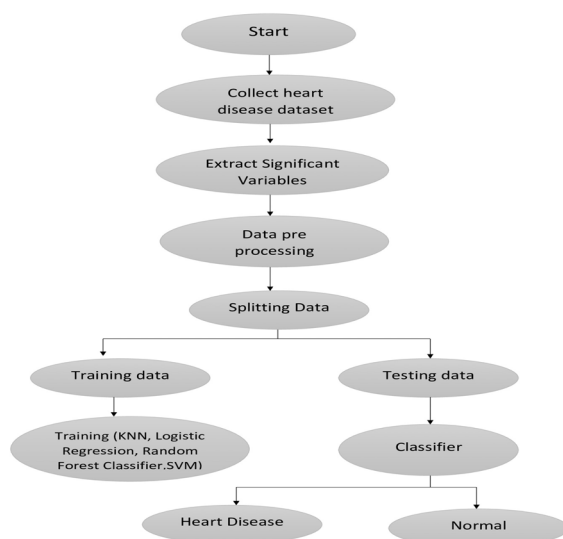 Start
Collect heart
disease dataset
Extract Significant
Variables
Data pre
processing
Splitting Data
Training data
Testing data
Training (KNN, Logistic
Regression, Random
Forest Classifier.SVM)
Classifier
Heart Disease
Normal